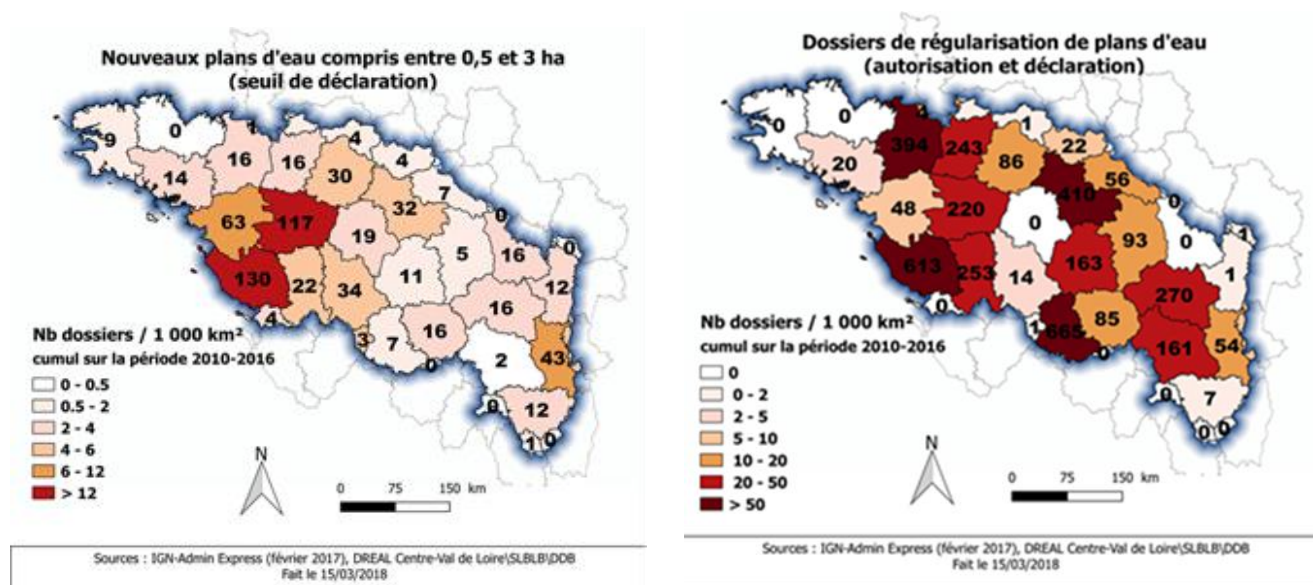 Nouveaux plans d'eau compris entre 0,5 et 3 ha
(seuil de déclaration)
9
0
1
4
14
16
16
30
4
7
63
117
32
0
19
5
16
0
130
22
34
11
12
4
16
3
7
16
0
2
43
0
12
1
0
Nb dossiers / 1 000 km²
cumul sur la période 2010-2016
0 - 0.5
0.5 - 2
2 - 4
4 - 6
6 - 12
> 12
N
0 75 150 km
Sources : IGN-Admin Express (février 2017), DREAL Centre-Val de Loire\SLBLB\DDB
Fait le 15/03/2018
Dossiers de régularisation de plans d'eau
(autorisation et déclaration)
0
0
1
20
394
243
86
22
410
56
48
220
0
93
0
1
613
253
14
163
1
0
270
1
665
85
0
161
54
0
7
0
0
Nb dossiers / 1 000 km²
cumul sur la période 2010-2016
0
0 - 2
2 - 5
5 - 10
10 - 20
20 - 50
> 50
N
0 75 150 km
Sources : IGN-Admin Express (février 2017), DREAL Centre-Val de Loire\SLBLB\DDB
Fait le 15/03/2018